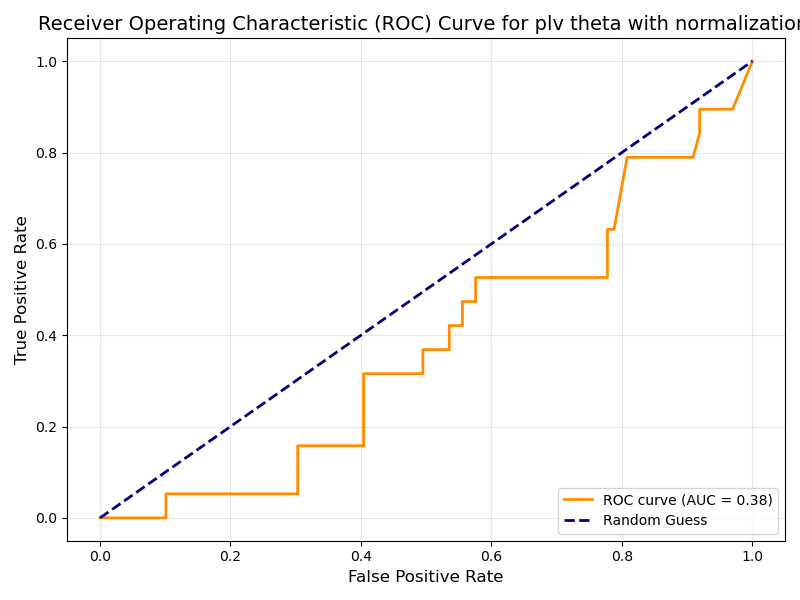 Receiver Operating Characteristic (ROC) Curve for plv theta with normalization
1.0
0.8
0.6
0.4
0.2
0.0
True Positive Rate
0.0 0.2 0.4 0.6 0.8 1.0
False Positive Rate
ROC curve (AUC = 0.38)
Random Guess